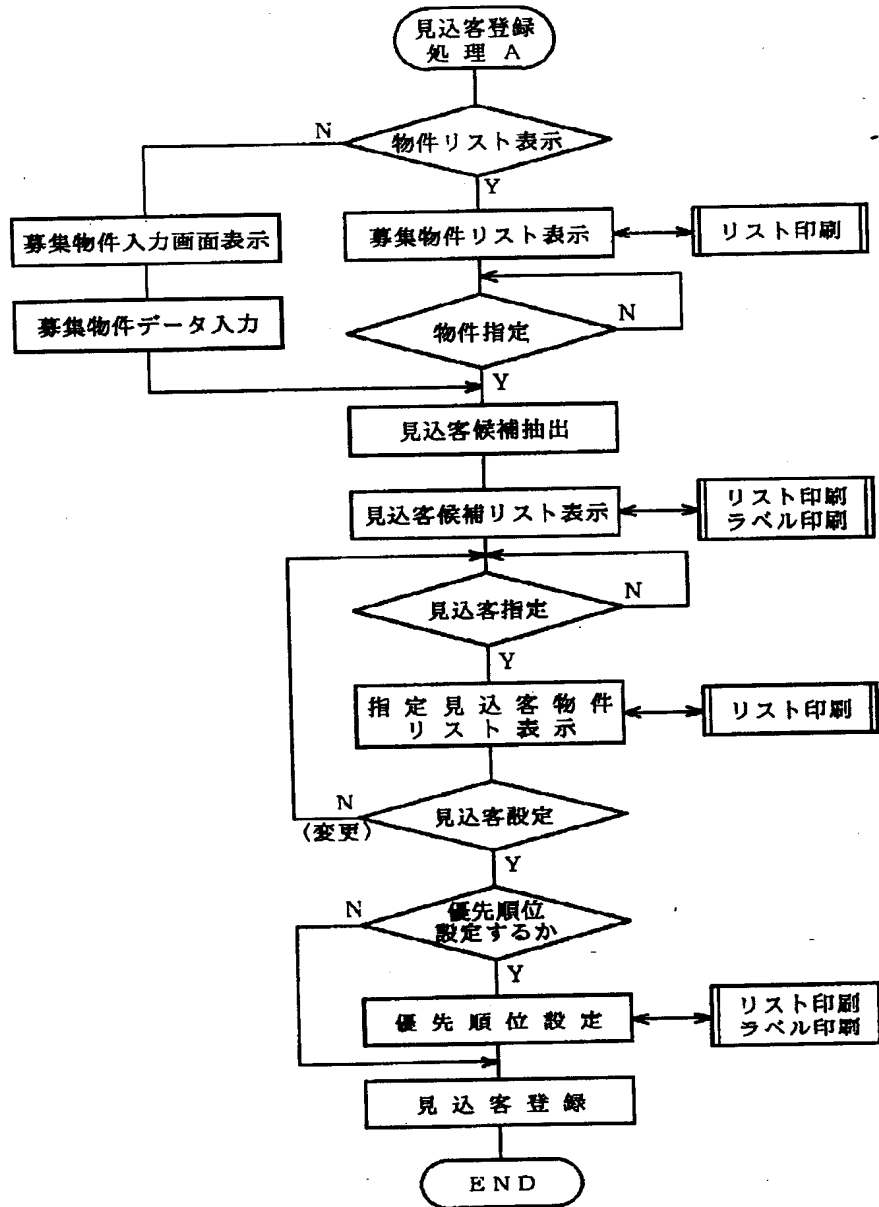 見込客登録
処理 A
N
物件リスト表示
Y
募集物件入力画面表示
募集物件リスト表示
リスト印刷
募集物件データ入力
物件指定
N
Y
見込客候補抽出
見込客候補リスト表示
リスト印刷
ラベル印刷
見込客指定
N
Y
指定見込客物件
リスト表示
リスト印刷
N
(変更)
見込客設定
Y
N
優先順位
設定するか
Y
優先順位設定
リスト印刷
ラベル印刷
見込客登録
END